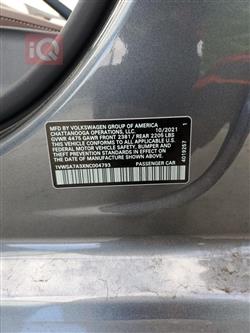 iQ
MFD BY VOLKSWAGEN GROUP OF AMERICA
CHATTANOOGA OPERATIONS, LLC. 10/2021
GVWR 4475 GAWR FRONT 2381 / REAR 2205 LBS
THIS VEHICLE CONFORMS TO ALL APPLICABLE U.S.
FEDERAL MOTOR VEHICLE SAFETY, BUMPER AND
THEFT PREVENTION STANDARDS IN EFFECT ON THE
DATE OF MANUFACTURE SHOWN ABOVE.
1VWSA7A3XNC004793 PASSENGER CAR